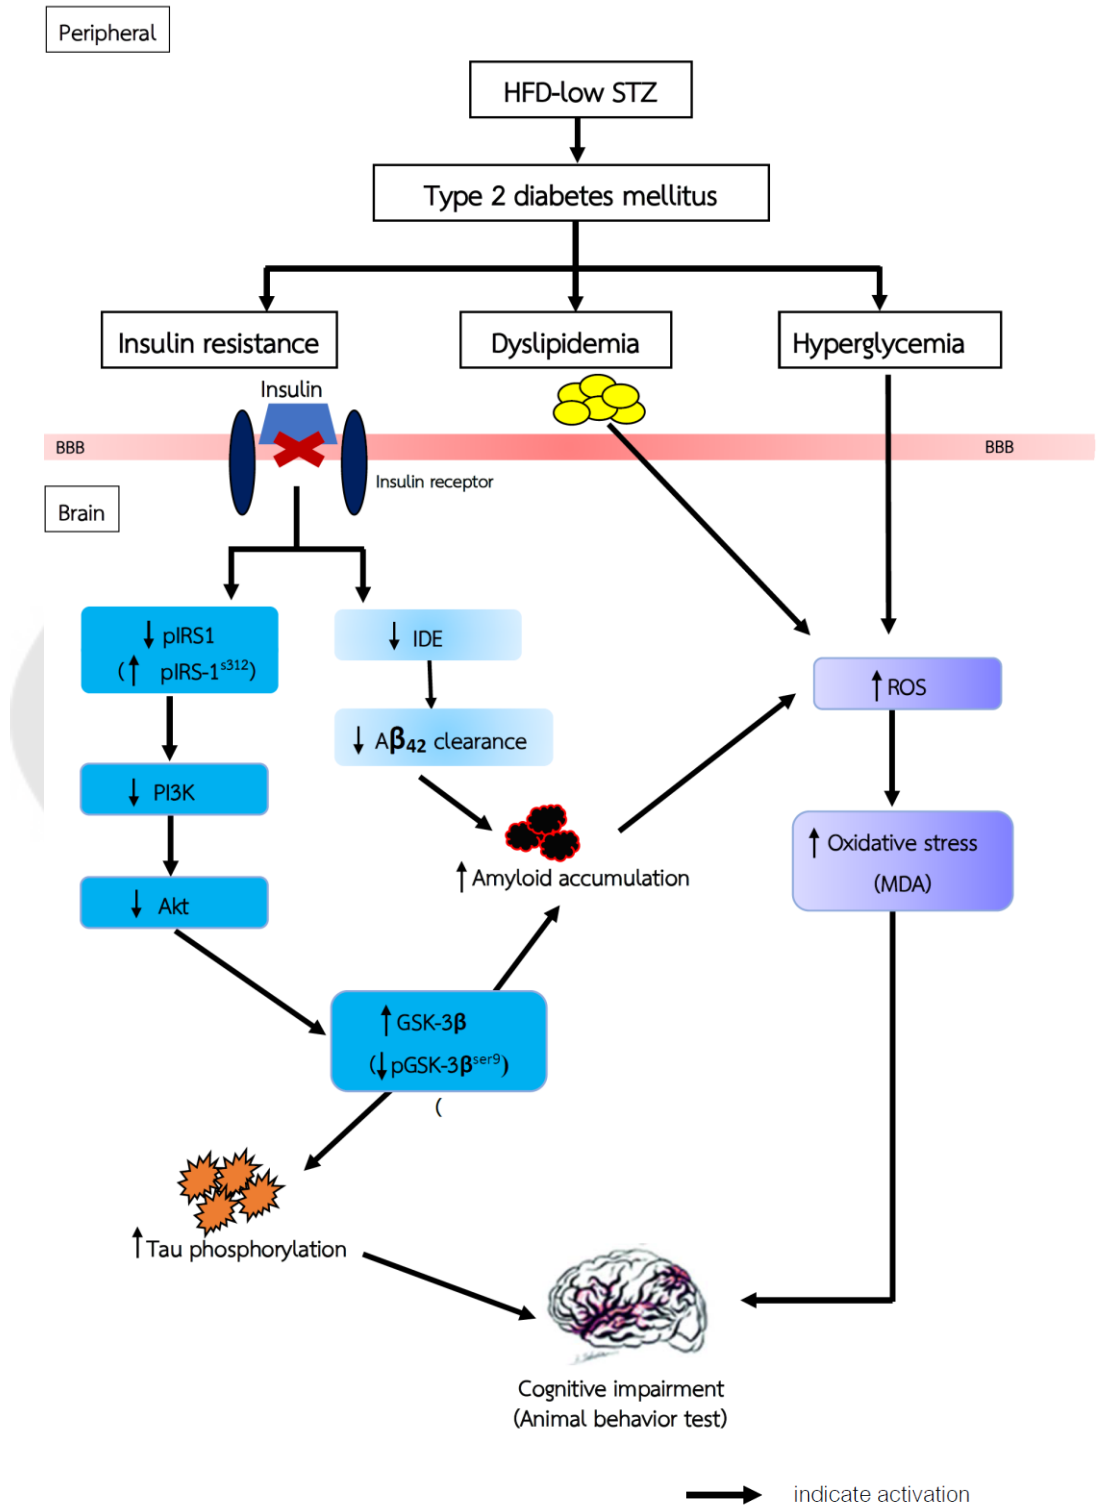 Peripheral
HFD-low STZ
Type 2 diabetes mellitus
Insulin resistance
Dyslipidemia
Hyperglycemia
Insulin
BBB
BBB
Insulin receptor
Brain
↓ pIRS1
(↑ pIRS-1ˢ³¹²)
↓ IDE
↑ ROS
↓ Aβ₄₂ clearance
↓ PI3K
↑ Oxidative stress
(MDA)
↑ Amyloid accumulation
↓ Akt
↑ GSK-3β
(↓ pGSK-3βˢᵉʳ⁹)
(
↑ Tau phosphorylation
Cognitive impairment
(Animal behavior test)
indicate activation